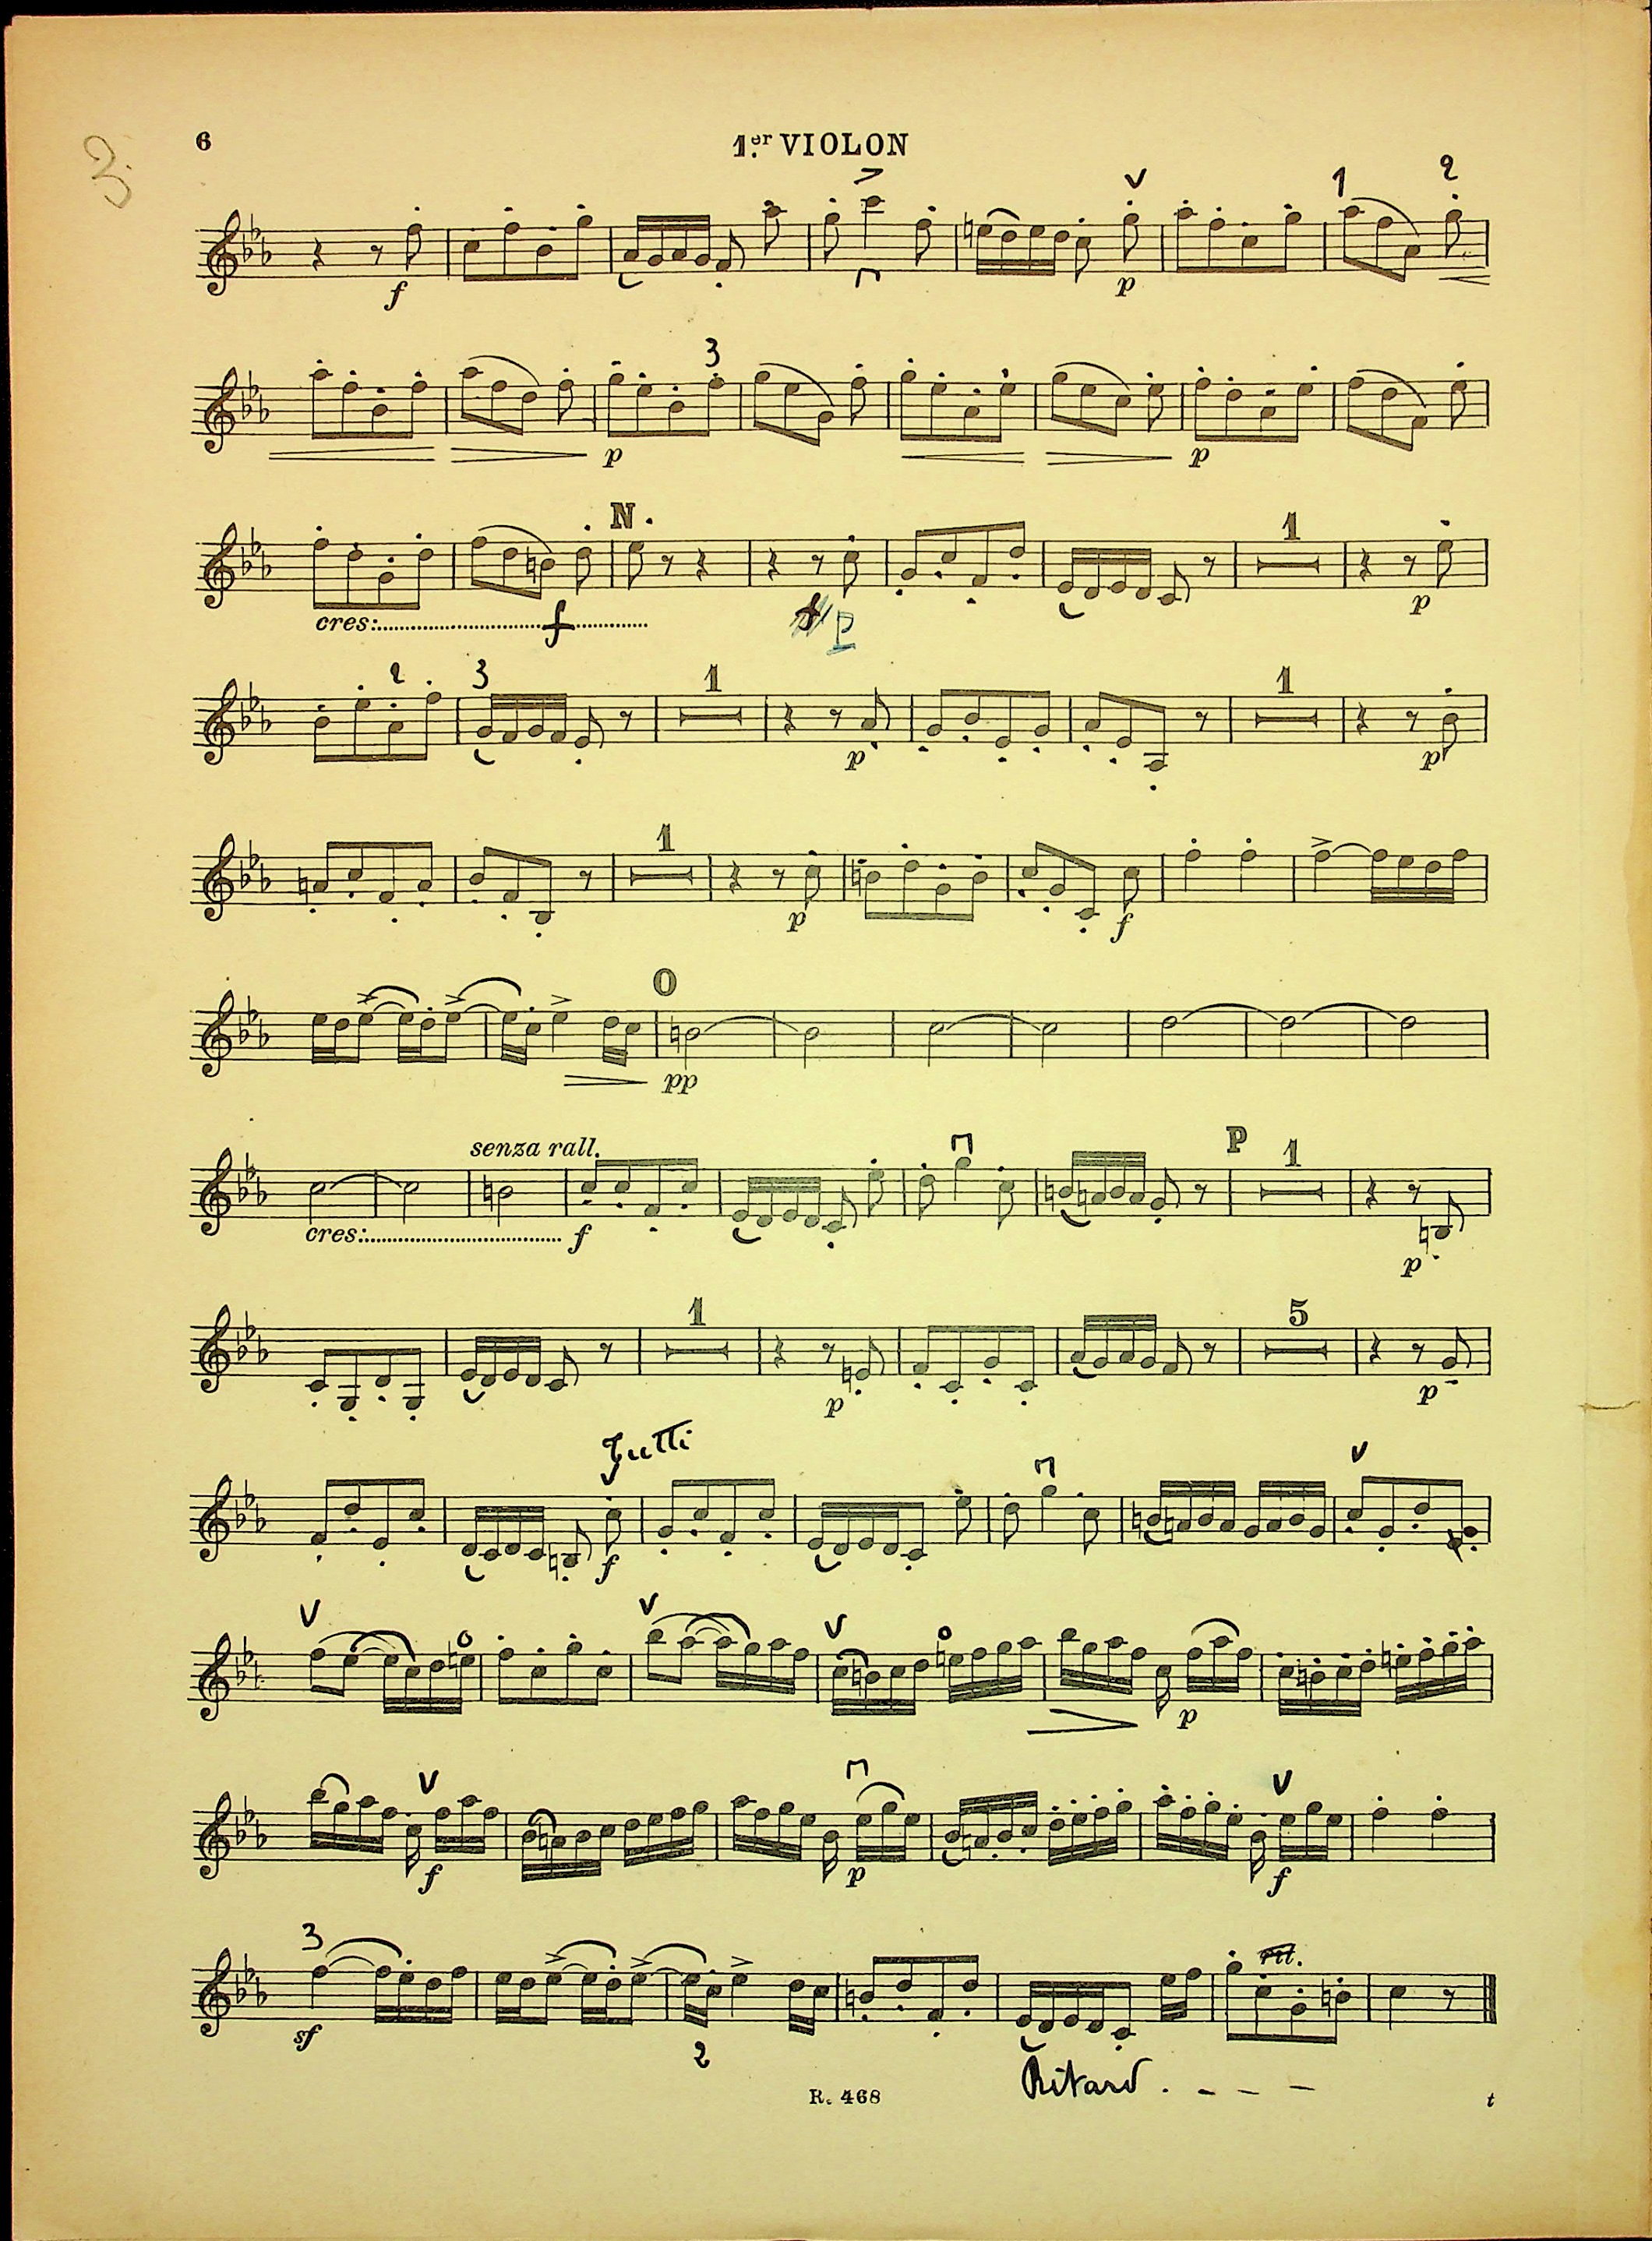 3.
6
1.er VIOLON
1 2
f p
3
p p
N.
1
cres: f p p
2 3
1 1
p p
1
p f
O
pp
senza rall.
P 1
cres: f p
1 5
p p
Tutti
f
p
f p f
3
rit.
sf
2
Ritard. - - -
R. 468
t